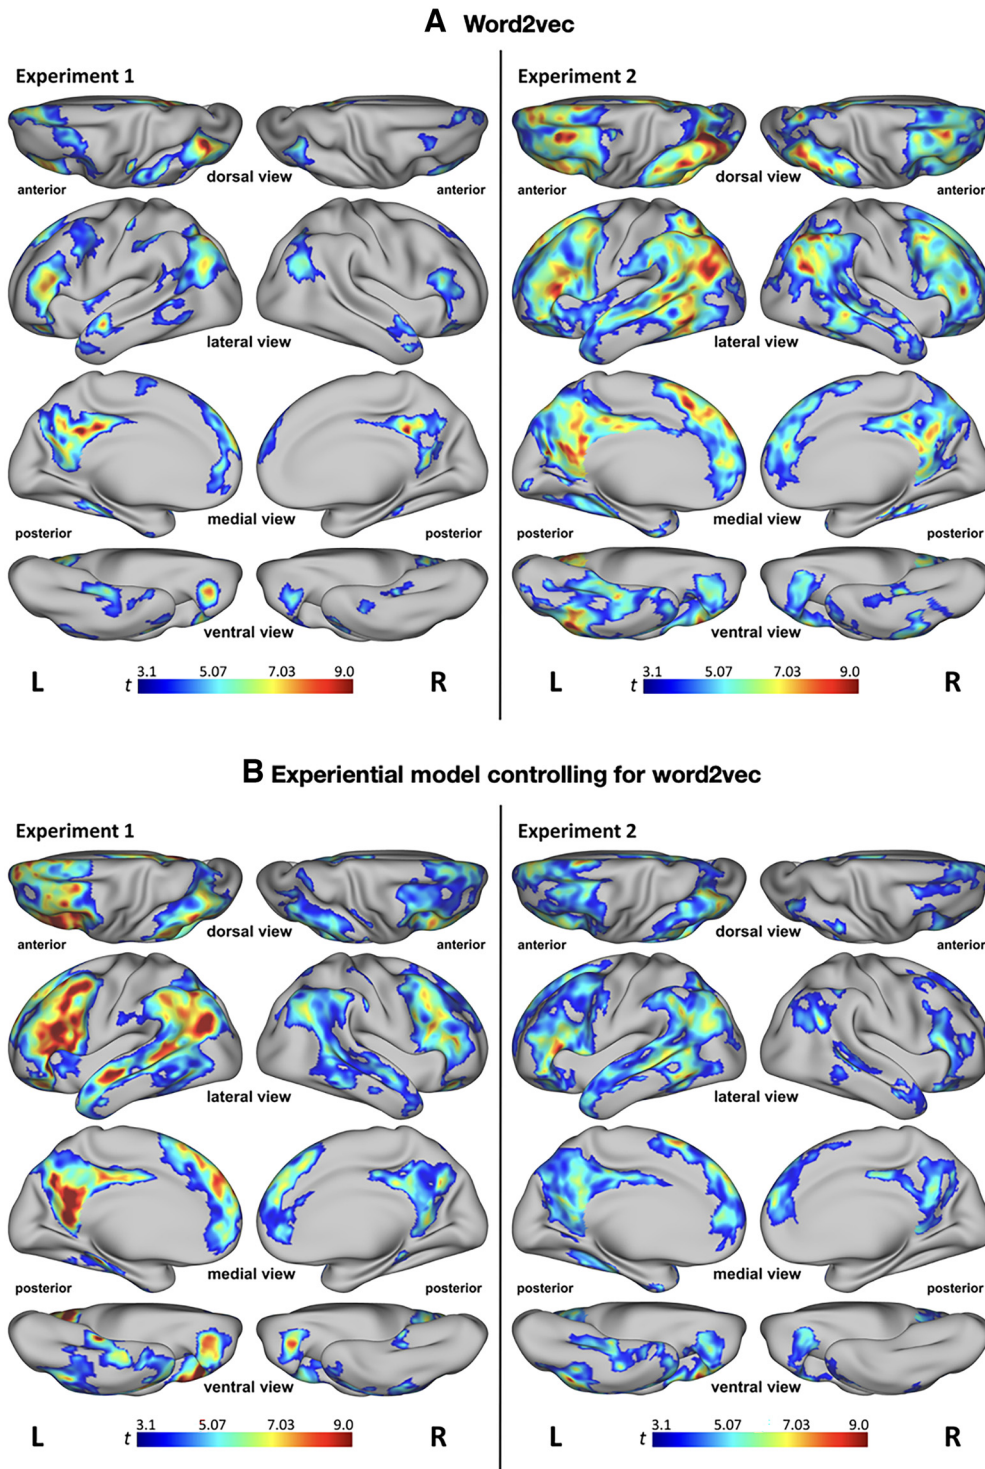 A Word2vec
Experiment 1
Experiment 2
anterior
dorsal view
anterior
anterior
dorsal view
anterior
lateral view
lateral view
posterior
medial view
posterior
posterior
medial view
posterior
ventral view
ventral view
L
t
3.1 5.07 7.03 9.0
R
L
t
3.1 5.07 7.03 9.0
R
B Experiential model controlling for word2vec
Experiment 1
Experiment 2
anterior
dorsal view
anterior
anterior
dorsal view
anterior
lateral view
lateral view
posterior
medial view
posterior
posterior
medial view
posterior
ventral view
ventral view
L
t
3.1 5.07 7.03 9.0
R
L
t
3.1 5.07 7.03 9.0
R